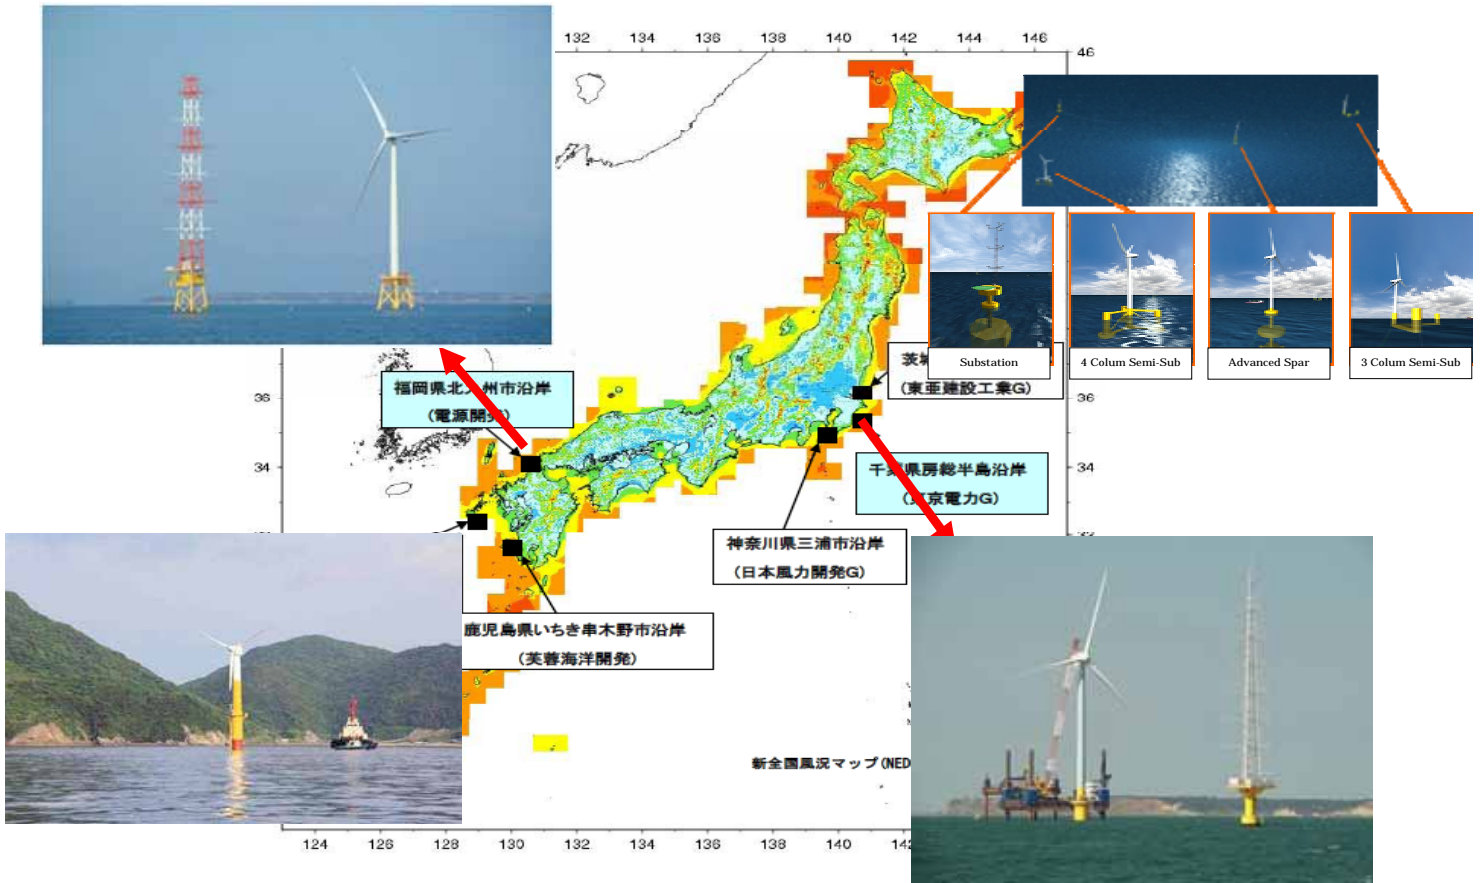 132 134 136 138 140 142 144 146
46
Substation
4 Colum Semi-Sub
Advanced Spar
3 Colum Semi-Sub
茨城
(東亜建設工業G)
福岡県北九州市沿岸
(電源開発)
36
36
34
34
千葉県房総半島沿岸
(東京電力G)
神奈川県三浦市沿岸
(日本風力開発G)
鹿児島県いちき串木野市沿岸
(芙蓉海洋開発)
新全国風況マップ(NED
124 126 128 130 132 134 136 138 140 142